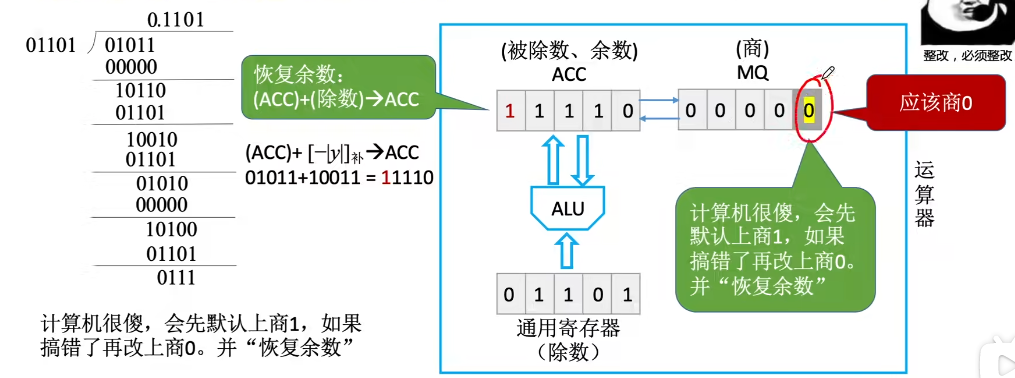 0.1101
01101
01011
00000
10110
01101
10010
01101
01010
00000
10100
01101
0111
计算机很傻，会先默认上商1，如果
搞错了再改上商0。并“恢复余数”
恢复余数：
(ACC)+(除数)→ACC
(ACC)+ [−|y|]补→ACC
01011+10011 = 11110
(被除数、余数)
ACC
1 1 1 1 0
(商)
MQ
0 0 0 0 0
ALU
0 1 1 0 1
通用寄存器
（除数）
应该商0
计算机很傻，会先
默认上商1，如果
搞错了再改上商0。
并“恢复余数”
运
算
器
整改，必须整改